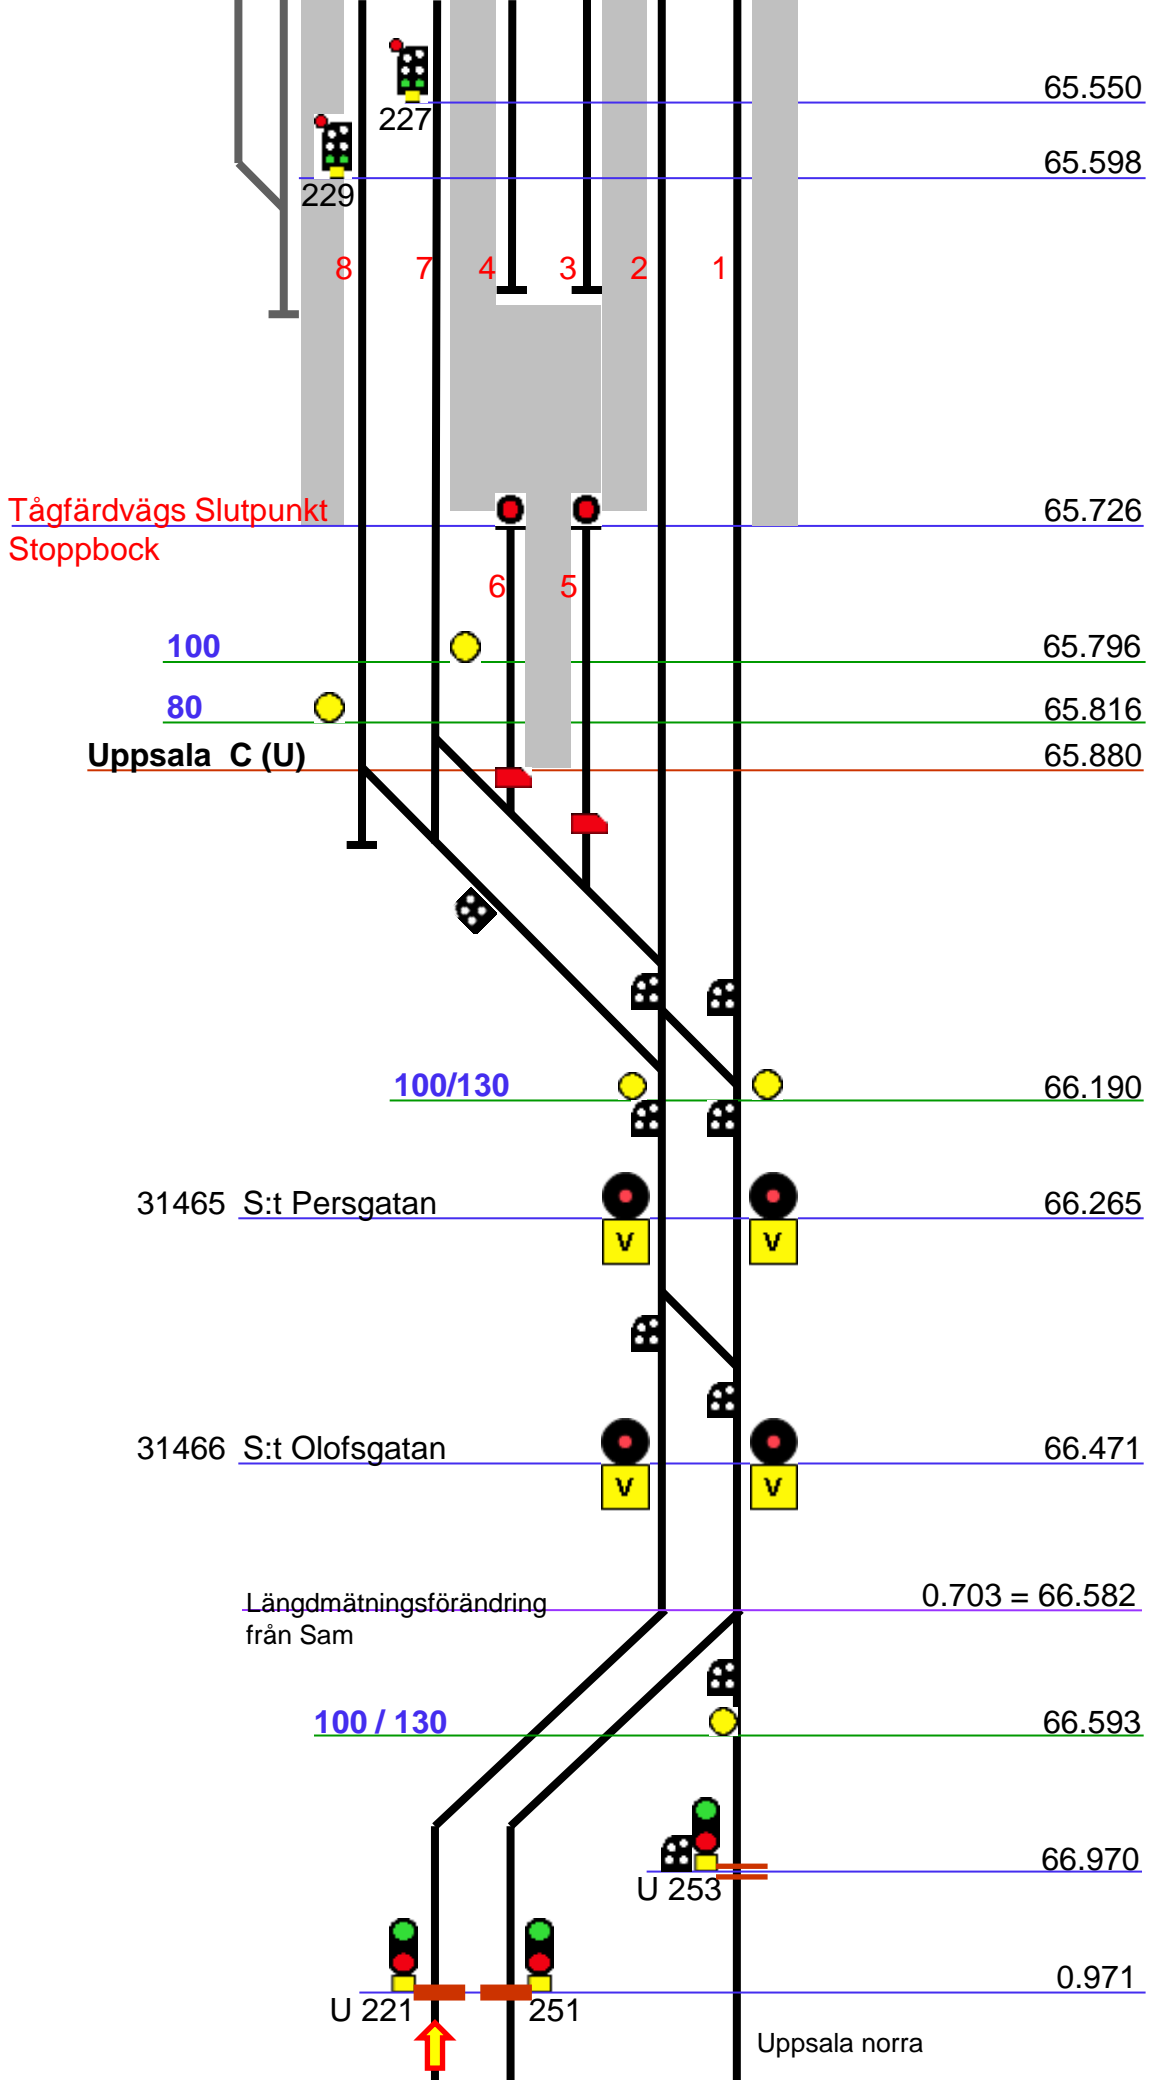 65.550
227
65.598
229
8 7 4 3 2 1
Tågfärdvägs Slutpunkt 65.726
Stoppbock
6 5
100 65.796
80 65.816
Uppsala C (U) 65.880
100/130 66.190
31465 S:t Persgatan 66.265
V V
31466 S:t Olofsgatan 66.471
V V
Längdmätningsförändring 0.703 = 66.582
från Sam
100 / 130 66.593
66.970
U 253
0.971
U 221 251
Uppsala norra